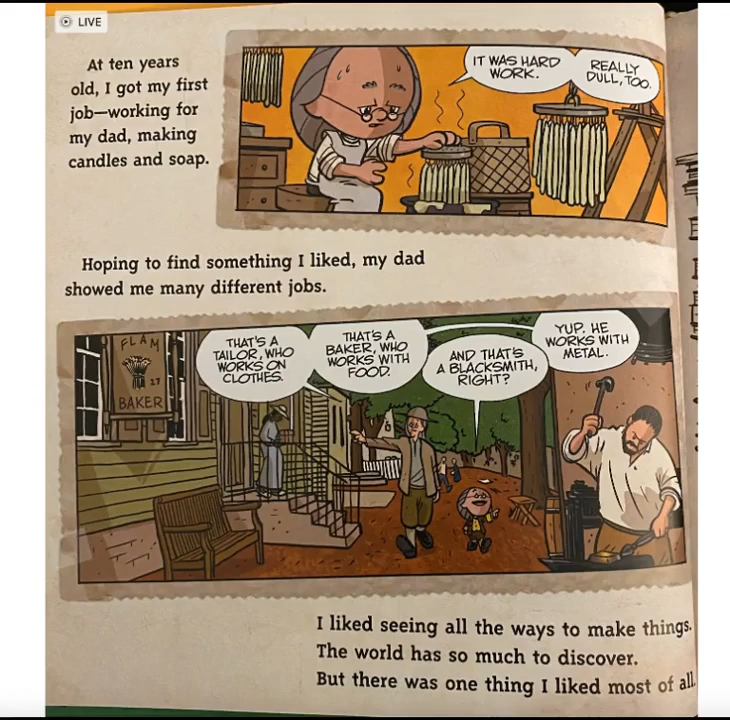 LIVE
At ten years
old, I got my first
job—working for
my dad, making
candles and soap.
IT WAS HARD
WORK.
REALLY
DULL, TOO.
Hoping to find something I liked, my dad
showed me many different jobs.
FLAM
27
BAKER
THAT'S A
TAILOR, WHO
WORKS ON
CLOTHES.
THAT'S A
BAKER, WHO
WORKS WITH
FOOD.
AND THAT'S
A BLACKSMITH,
RIGHT?
YUP. HE
WORKS WITH
METAL.
I liked seeing all the ways to make things.
The world has so much to discover.
But there was one thing I liked most of all.